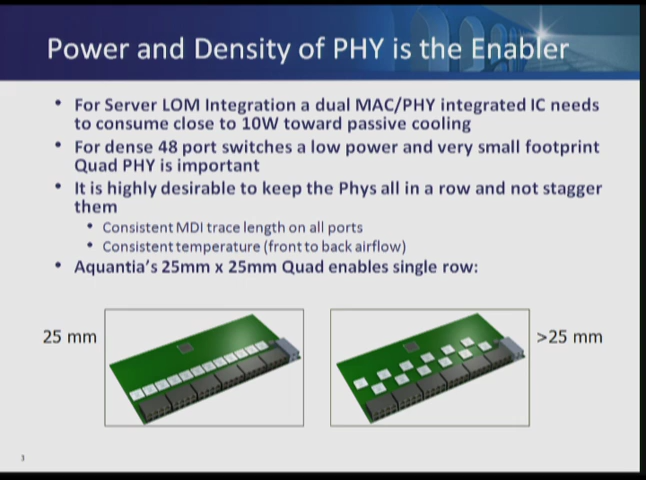 Power and Density of PHY is the Enabler
• For Server LOM Integration a dual MAC/PHY integrated IC needs
to consume close to 10W toward passive cooling
• For dense 48 port switches a low power and very small footprint
Quad PHY is important
• It is highly desirable to keep the Phys all in a row and not stagger
them
• Consistent MDI trace length on all ports
• Consistent temperature (front to back airflow)
• Aquantia's 25mm x 25mm Quad enables single row:
25 mm
>25 mm
3